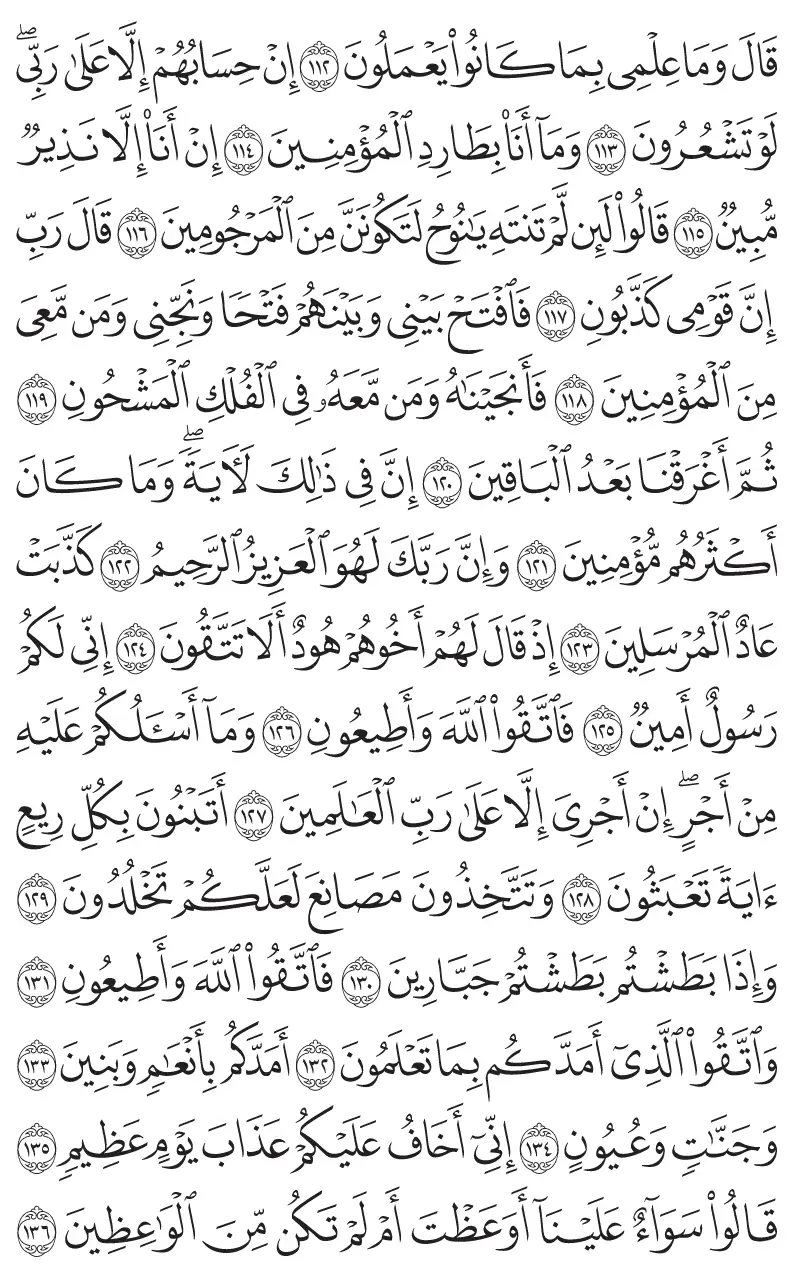 قَالَ وَمَا عِلْمِى بِمَا كَانُوا۟ يَعْمَلُونَ ١١٢ إِنْ حِسَابُهُمْ إِلَّا عَلَىٰ رَبِّى ۖ
لَوْ تَشْعُرُونَ ١١٣ وَمَآ أَنَا۠ بِطَارِدِ ٱلْمُؤْمِنِينَ ١١٤ إِنْ أَنَا۠ إِلَّا نَذِيرٌ
مُّبِينٌ ١١٥ قَالُوا۟ لَئِن لَّمْ تَنتَهِ يَـٰنُوحُ لَتَكُونَنَّ مِنَ ٱلْمَرْجُومِينَ ١١٦ قَالَ رَبِّ
إِنَّ قَوْمِى كَذَّبُونِ ١١٧ فَٱفْتَحْ بَيْنِى وَبَيْنَهُمْ فَتْحًا وَنَجِّنِى وَمَن مَّعِىَ
مِنَ ٱلْمُؤْمِنِينَ ١١٨ فَأَنجَيْنَـٰهُ وَمَن مَّعَهُۥ فِى ٱلْفُلْكِ ٱلْمَشْحُونِ ١١٩
ثُمَّ أَغْرَقْنَا بَعْدُ ٱلْبَاقِينَ ١٢٠ إِنَّ فِى ذَٰلِكَ لَـَٔايَةً ۖ وَمَا كَانَ
أَكْثَرُهُم مُّؤْمِنِينَ ١٢١ وَإِنَّ رَبَّكَ لَهُوَ ٱلْعَزِيزُ ٱلرَّحِيمُ ١٢٢ كَذَّبَتْ
عَادٌ ٱلْمُرْسَلِينَ ١٢٣ إِذْ قَالَ لَهُمْ أَخُوهُمْ هُودٌ أَلَا تَتَّقُونَ ١٢٤ إِنِّى لَكُمْ
رَسُولٌ أَمِينٌ ١٢٥ فَٱتَّقُوا۟ ٱللَّهَ وَأَطِيعُونِ ١٢٦ وَمَآ أَسْـَٔلُكُمْ عَلَيْهِ
مِنْ أَجْرٍ ۖ إِنْ أَجْرِىَ إِلَّا عَلَىٰ رَبِّ ٱلْعَـٰلَمِينَ ١٢٧ أَتَبْنُونَ بِكُلِّ رِيعٍ
ءَايَةً تَعْبَثُونَ ١٢٨ وَتَتَّخِذُونَ مَصَانِعَ لَعَلَّكُمْ تَخْلُدُونَ ١٢٩
وَإِذَا بَطَشْتُم بَطَشْتُمْ جَبَّارِينَ ١٣٠ فَٱتَّقُوا۟ ٱللَّهَ وَأَطِيعُونِ ١٣١
وَٱتَّقُوا۟ ٱلَّذِىٓ أَمَدَّكُم بِمَا تَعْلَمُونَ ١٣٢ أَمَدَّكُم بِأَنْعَـٰمٍ وَبَنِينَ ١٣٣
وَجَنَّـٰتٍ وَعُيُونٍ ١٣٤ إِنِّىٓ أَخَافُ عَلَيْكُمْ عَذَابَ يَوْمٍ عَظِيمٍ ١٣٥
قَالُوا۟ سَوَآءٌ عَلَيْنَآ أَوَعَظْتَ أَمْ لَمْ تَكُن مِّنَ ٱلْوَٰعِظِينَ ١٣٦